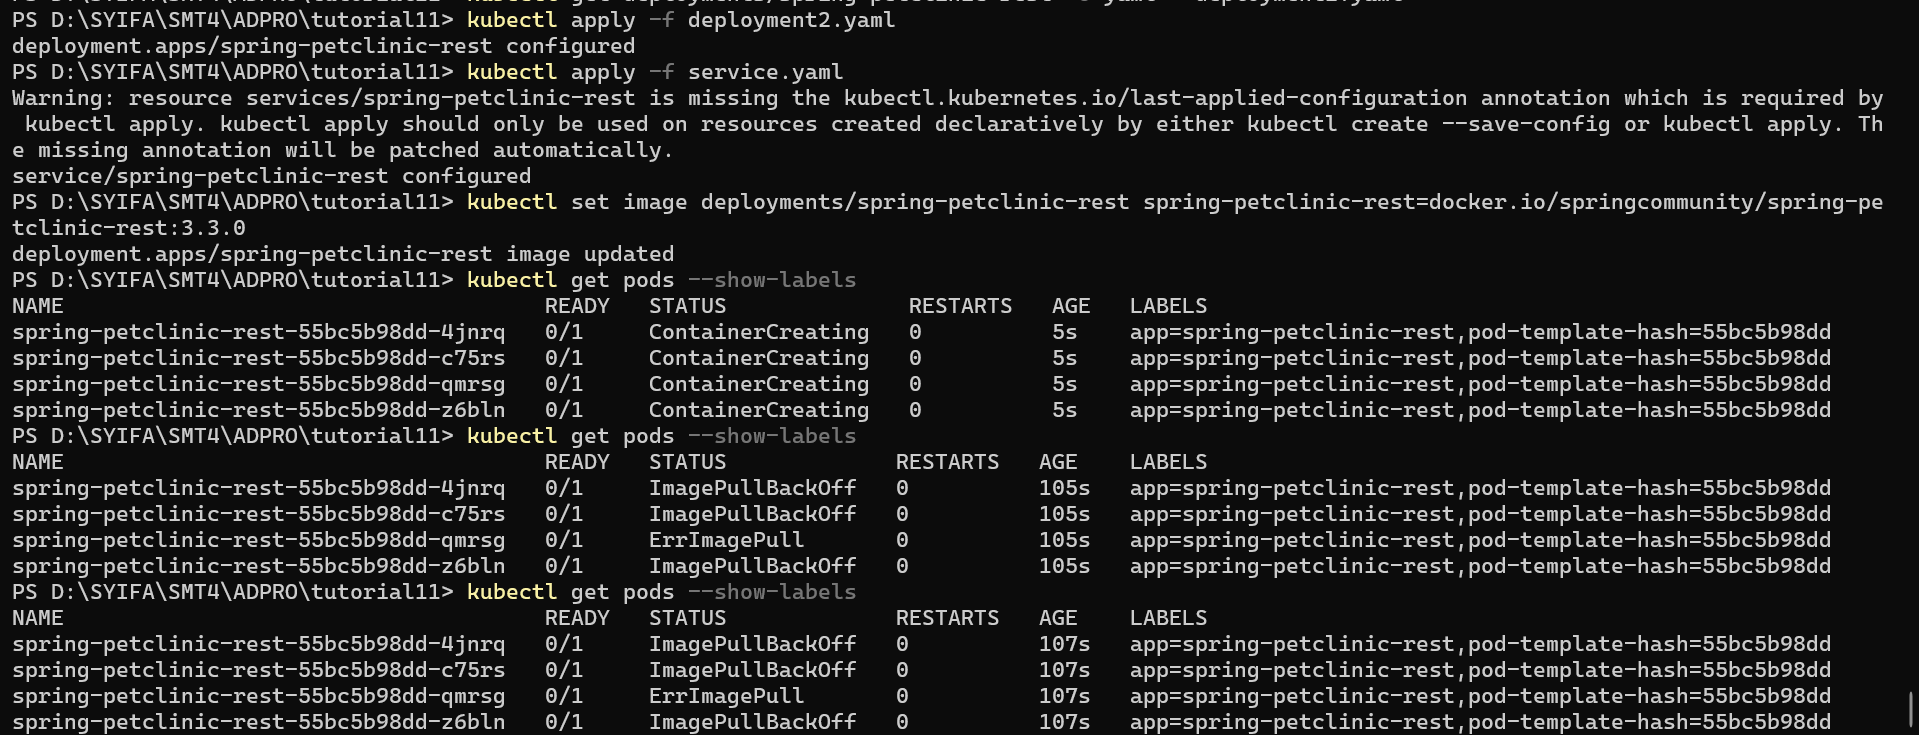 PS D:\SYIFA\SMT4\ADPRO\tutorial11> kubectl apply -f deployment2.yaml
deployment.apps/spring-petclinic-rest configured
PS D:\SYIFA\SMT4\ADPRO\tutorial11> kubectl apply -f service.yaml
Warning: resource services/spring-petclinic-rest is missing the kubectl.kubernetes.io/last-applied-configuration annotation which is required by
 kubectl apply. kubectl apply should only be used on resources created declaratively by either kubectl create --save-config or kubectl apply. Th
e missing annotation will be patched automatically.
service/spring-petclinic-rest configured
PS D:\SYIFA\SMT4\ADPRO\tutorial11> kubectl set image deployments/spring-petclinic-rest spring-petclinic-rest=docker.io/springcommunity/spring-pe
tclinic-rest:3.3.0
deployment.apps/spring-petclinic-rest image updated
PS D:\SYIFA\SMT4\ADPRO\tutorial11> kubectl get pods --show-labels
NAME                                     READY   STATUS              RESTARTS   AGE   LABELS
spring-petclinic-rest-55bc5b98dd-4jnrq   0/1     ContainerCreating   0          5s    app=spring-petclinic-rest,pod-template-hash=55bc5b98dd
spring-petclinic-rest-55bc5b98dd-c75rs   0/1     ContainerCreating   0          5s    app=spring-petclinic-rest,pod-template-hash=55bc5b98dd
spring-petclinic-rest-55bc5b98dd-qmrsg   0/1     ContainerCreating   0          5s    app=spring-petclinic-rest,pod-template-hash=55bc5b98dd
spring-petclinic-rest-55bc5b98dd-z6bln   0/1     ContainerCreating   0          5s    app=spring-petclinic-rest,pod-template-hash=55bc5b98dd
PS D:\SYIFA\SMT4\ADPRO\tutorial11> kubectl get pods --show-labels
NAME                                     READY   STATUS             RESTARTS   AGE    LABELS
spring-petclinic-rest-55bc5b98dd-4jnrq   0/1     ImagePullBackOff   0          105s   app=spring-petclinic-rest,pod-template-hash=55bc5b98dd
spring-petclinic-rest-55bc5b98dd-c75rs   0/1     ImagePullBackOff   0          105s   app=spring-petclinic-rest,pod-template-hash=55bc5b98dd
spring-petclinic-rest-55bc5b98dd-qmrsg   0/1     ErrImagePull       0          105s   app=spring-petclinic-rest,pod-template-hash=55bc5b98dd
spring-petclinic-rest-55bc5b98dd-z6bln   0/1     ImagePullBackOff   0          105s   app=spring-petclinic-rest,pod-template-hash=55bc5b98dd
PS D:\SYIFA\SMT4\ADPRO\tutorial11> kubectl get pods --show-labels
NAME                                     READY   STATUS             RESTARTS   AGE    LABELS
spring-petclinic-rest-55bc5b98dd-4jnrq   0/1     ImagePullBackOff   0          107s   app=spring-petclinic-rest,pod-template-hash=55bc5b98dd
spring-petclinic-rest-55bc5b98dd-c75rs   0/1     ImagePullBackOff   0          107s   app=spring-petclinic-rest,pod-template-hash=55bc5b98dd
spring-petclinic-rest-55bc5b98dd-qmrsg   0/1     ErrImagePull       0          107s   app=spring-petclinic-rest,pod-template-hash=55bc5b98dd
spring-petclinic-rest-55bc5b98dd-z6bln   0/1     ImagePullBackOff   0          107s   app=spring-petclinic-rest,pod-template-hash=55bc5b98dd